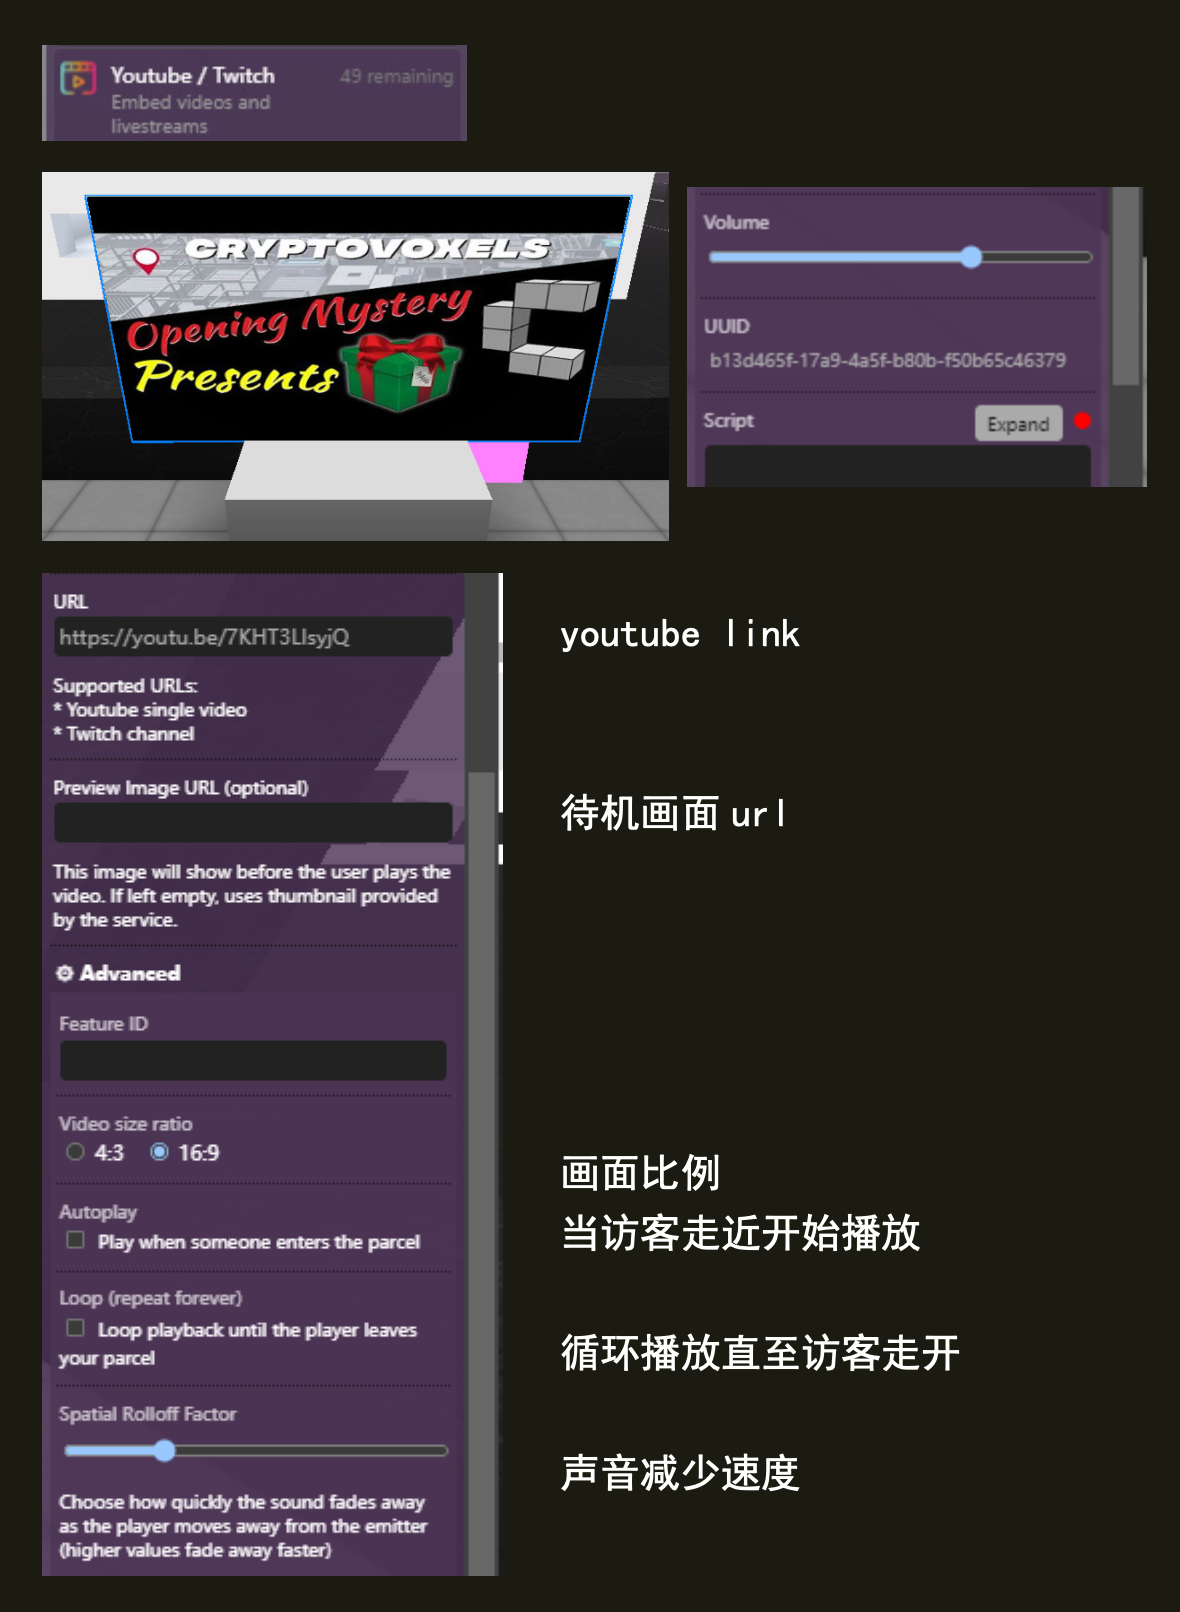 Youtube / Twitch
49 remaining
Embed videos and
livestreams
CRYPTOVOXELS
Opening Mystery
Presents
Volume
UUID
b13d465f-17a9-4a5f-b80b-f50b65c46379
Script
Expand
URL
https://youtu.be/7KHT3LlsyjQ
youtube link
Supported URLs:
* Youtube single video
* Twitch channel
Preview Image URL (optional)
待机画面 url
This image will show before the user plays the
video. If left empty, uses thumbnail provided
by the service.
Advanced
Feature ID
Video size ratio
4:3 16:9
画面比例
Autoplay
Play when someone enters the parcel
当访客走近开始播放
Loop (repeat forever)
Loop playback until the player leaves
your parcel
循环播放直至访客走开
Spatial Rolloff Factor
声音减少速度
Choose how quickly the sound fades away
as the player moves away from the emitter
(higher values fade away faster)